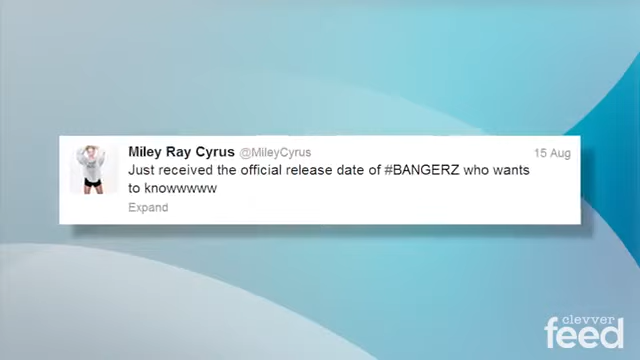 Miley Ray Cyrus @MileyCyrus 15 Aug
Just received the official release date of #BANGERZ who wants
to knowwwww
Expand
clevver
feed